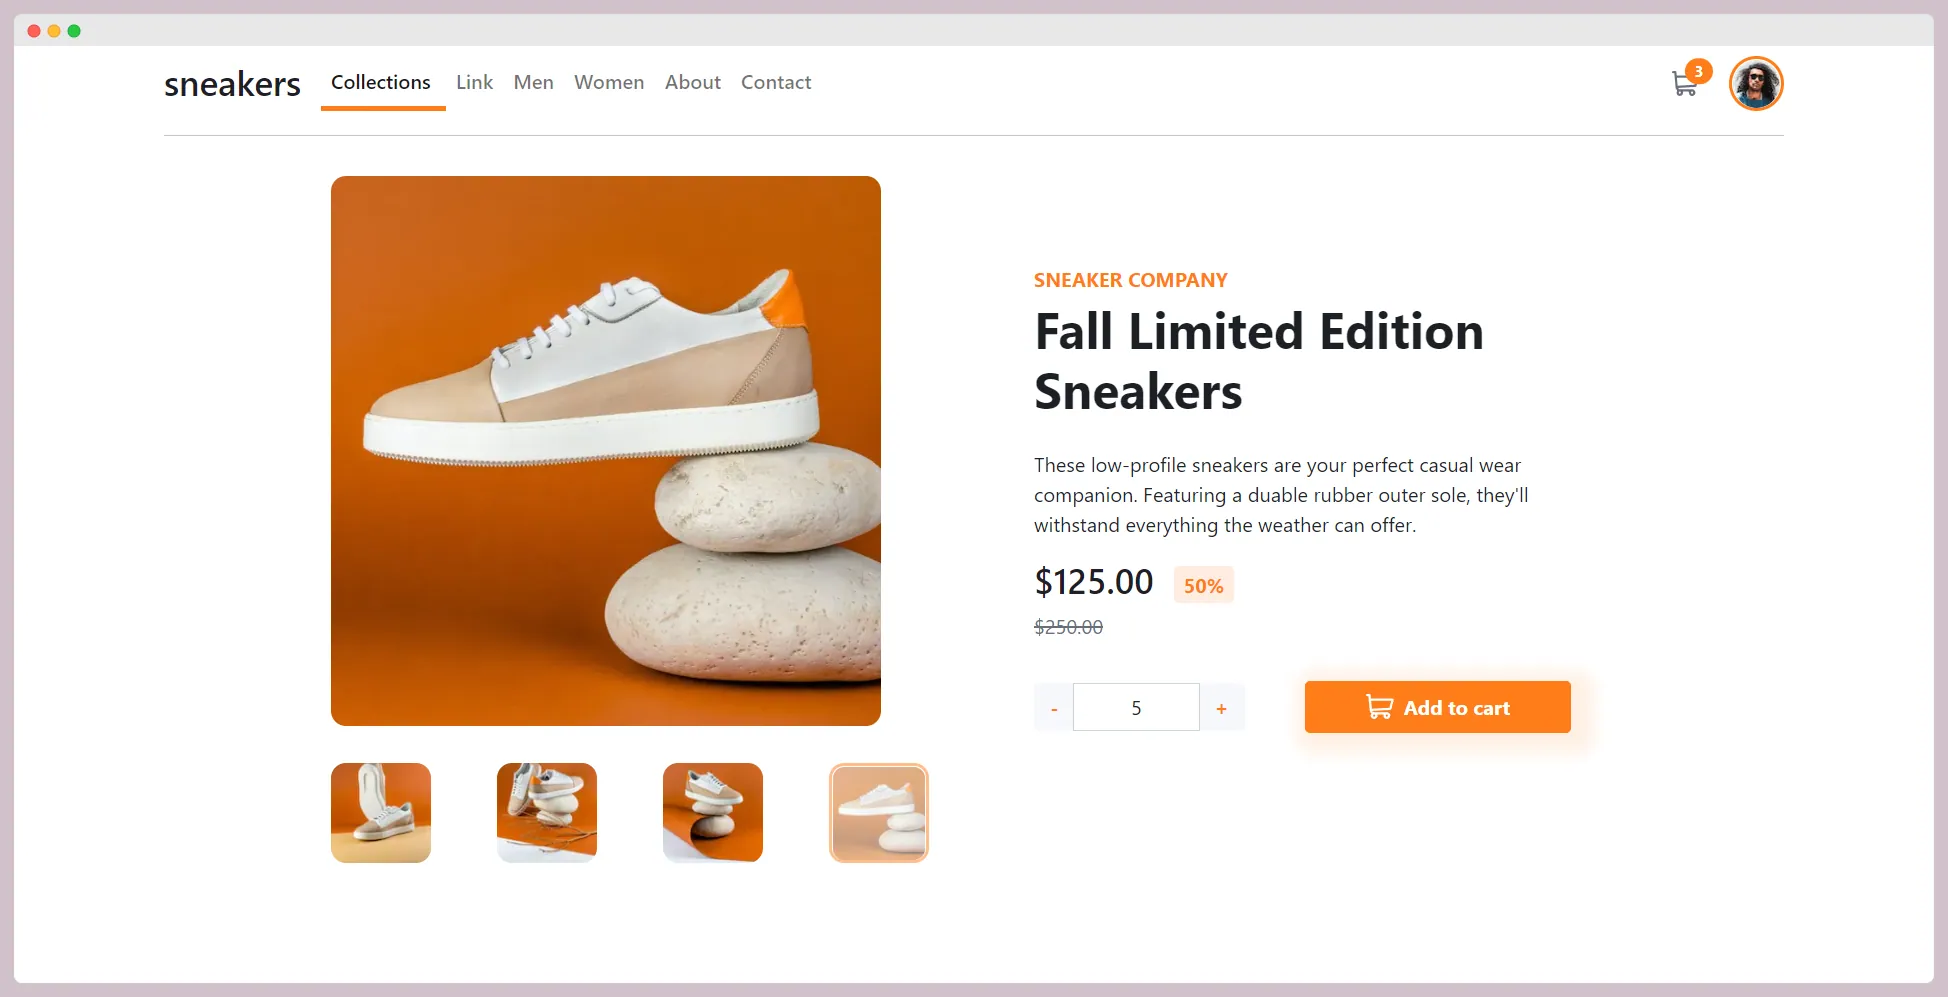 sneakers Collections Link Men Women About Contact 3
SNEAKER COMPANY
Fall Limited Edition
Sneakers
These low-profile sneakers are your perfect casual wear
companion. Featuring a duable rubber outer sole, they'll
withstand everything the weather can offer.
$125.00 50%
$250.00
- 5 + Add to cart